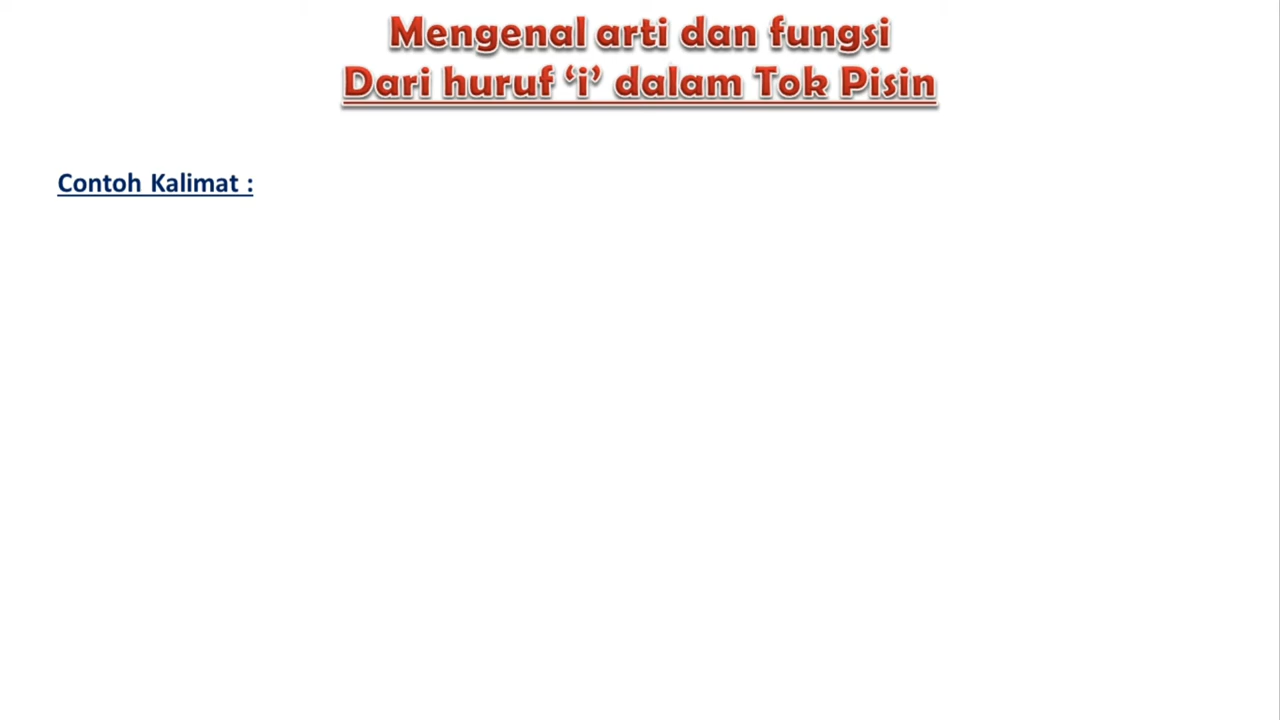 Mengenal arti dan fungsi
Dari huruf ‘i’ dalam Tok Pisin
Contoh Kalimat :